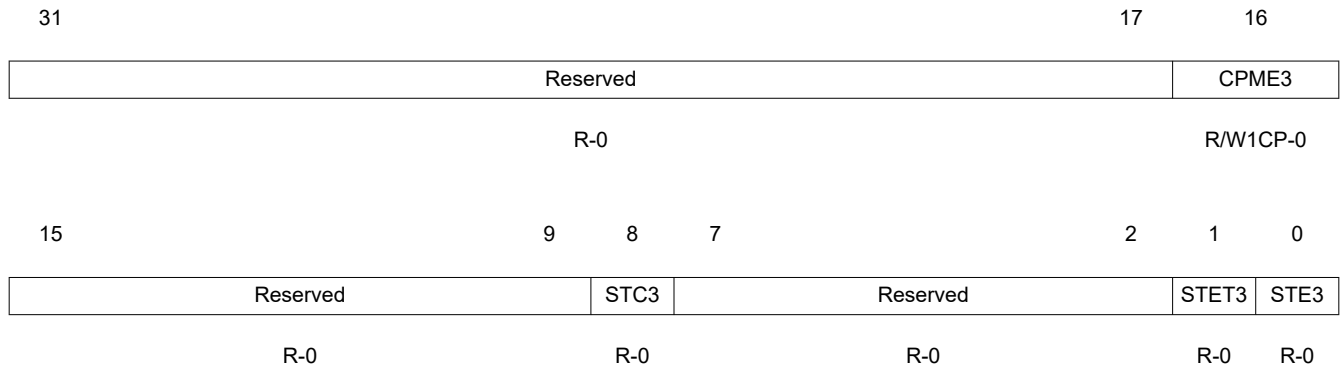 31 17 16
Reserved CPME3
R-0 R/W1CP-0
15 9 8 7 2 1 0
Reserved STC3 Reserved STET3 STE3
R-0 R-0 R-0 R-0 R-0